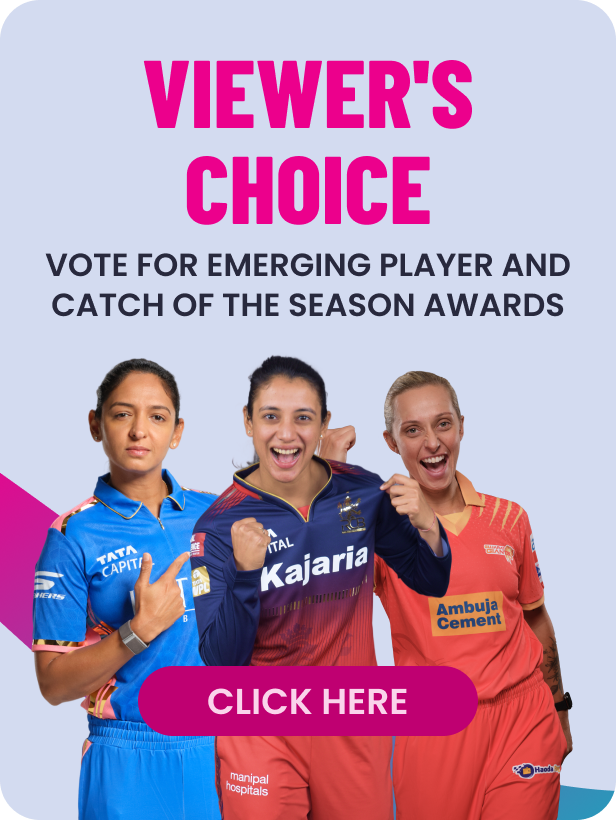 VIEWER'S
CHOICE
VOTE FOR EMERGING PLAYER AND
CATCH OF THE SEASON AWARDS
TATA
CAPITAL
Kajaria
RCB
Ambuja
Cement
CLICK HERE
manipal
hospitals